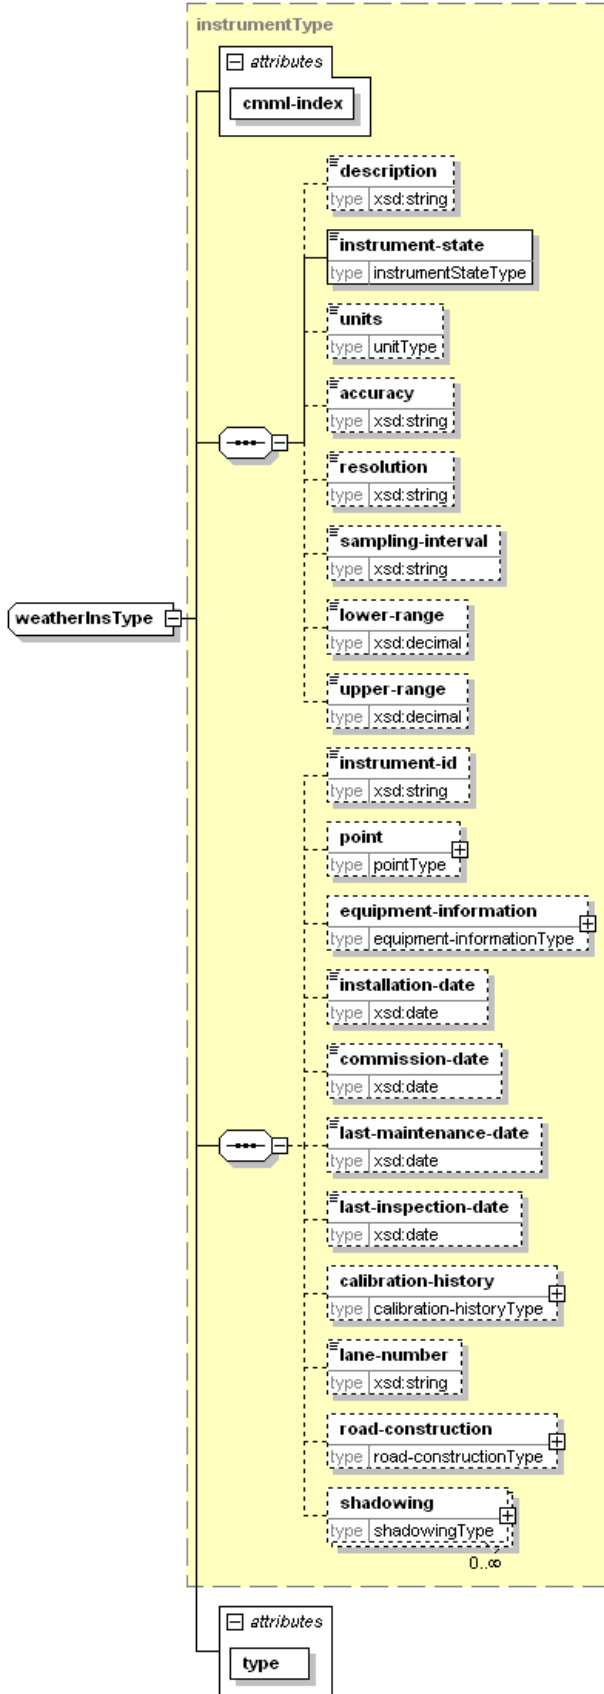 instrumentType
attributes
cmml-index
description
type xsd:string
instrument-state
type instrumentStateType
units
type unitType
accuracy
type xsd:string
resolution
type xsd:string
sampling-interval
type xsd:string
weatherInsType
lower-range
type xsd:decimal
upper-range
type xsd:decimal
instrument-id
type xsd:string
point
type pointType
equipment-information
type equipment-informationType
installation-date
type xsd:date
commission-date
type xsd:date
last-maintenance-date
type xsd:date
last-inspection-date
type xsd:date
calibration-history
type calibration-historyType
lane-number
type xsd:string
road-construction
type road-constructionType
shadowing
type shadowingType
0..∞
attributes
type